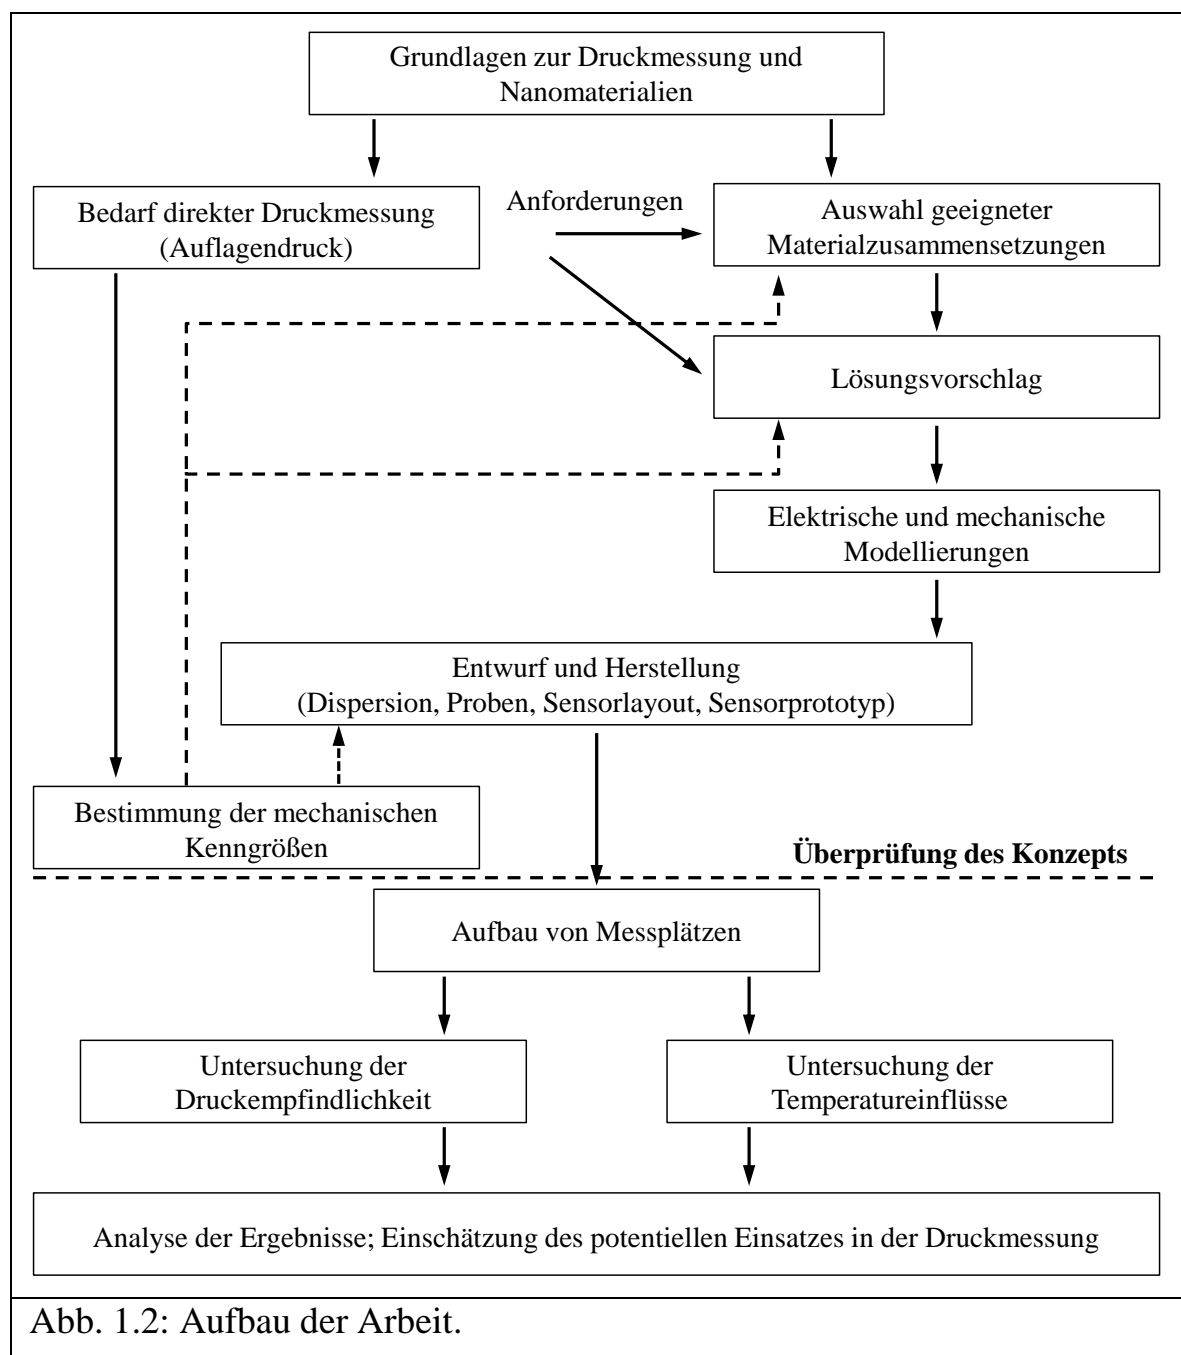 Grundlagen zur Druckmessung und
Nanomaterialien
Bedarf direkter Druckmessung
(Auflagendruck)
Anforderungen
Auswahl geeigneter
Materialzusammensetzungen
Lösungsvorschlag
Elektrische und mechanische
Modellierungen
Entwurf und Herstellung
(Dispersion, Proben, Sensorlayout, Sensorprototyp)
Bestimmung der mechanischen
Kenngrößen
Überprüfung des Konzepts
Aufbau von Messplätzen
Untersuchung der
Druckempfindlichkeit
Untersuchung der
Temperatureinflüsse
Analyse der Ergebnisse; Einschätzung des potentiellen Einsatzes in der Druckmessung
Abb. 1.2: Aufbau der Arbeit.